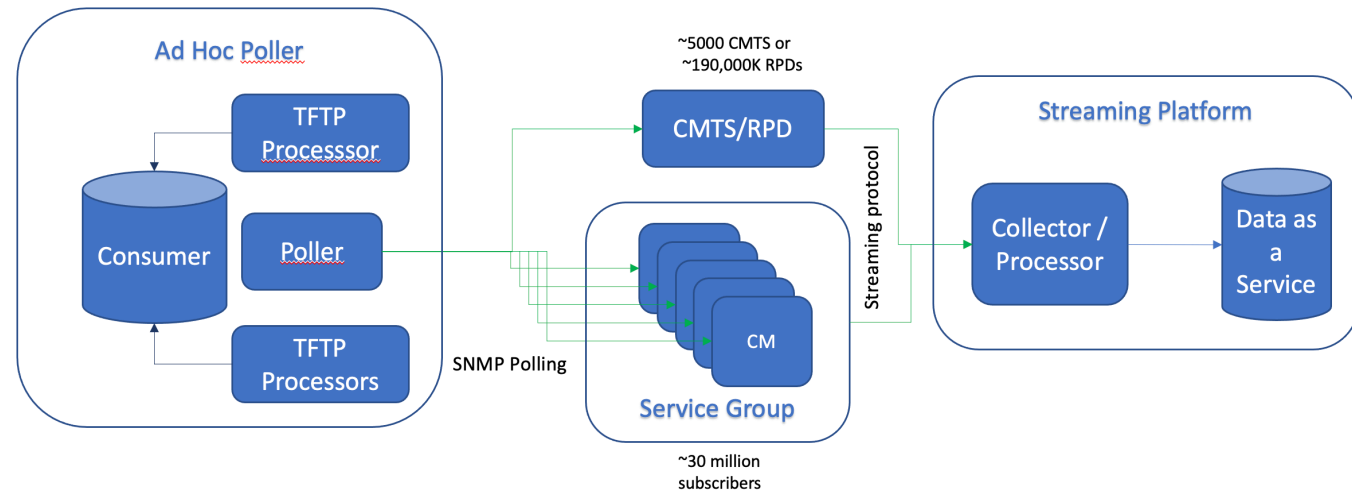 Ad Hoc Poller
TFTP
Processsor
Consumer
Poller
TFTP
Processors
SNMP Polling
~5000 CMTS or
~190,000K RPDs
CMTS/RPD
CM
Service Group
~30 million
subscribers
Streaming protocol
Streaming Platform
Collector /
Processor
Data as
a
Service